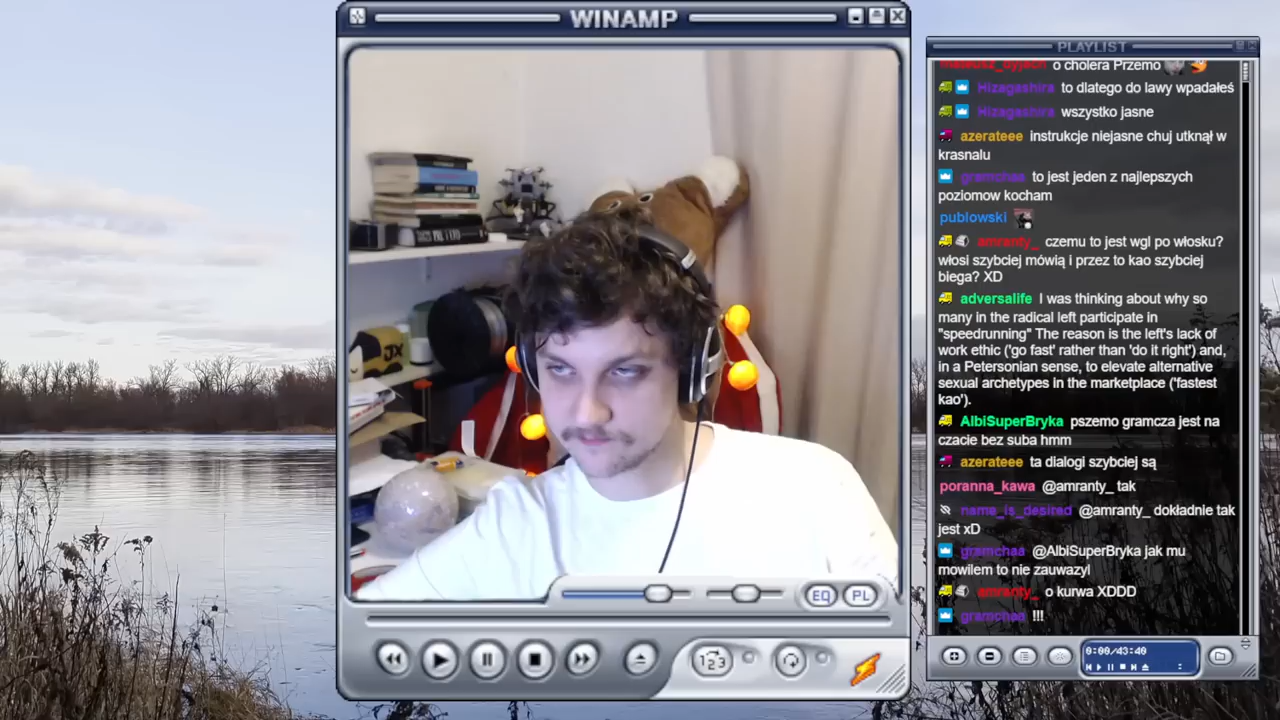 WINAMP
PLAYLIST
mateusz_dyjach o cholera Przemo
Hizagashira to dlatego do lawy wpadałeś
Hizagashira wszystko jasne
azerateee instrukcje niejasne chuj utknął w
krasnalu
gramchaa to jest jeden z najlepszych
poziomow kocham
publowski
amranty_ czemu to jest wgl po włosku?
włosi szybciej mówią i przez to kao szybciej
biega? XD
adversalife I was thinking about why so
many in the radical left participate in
"speedrunning" The reason is the left's lack of
work ethic ('go fast' rather than 'do it right') and,
in a Petersonian sense, to elevate alternative
sexual archetypes in the marketplace ('fastest
kao').
AlbiSuperBryka pszemo gramcza jest na
czacie bez suba hmm
azerateee ta dialogi szybciej są
poranna_kawa @amranty_ tak
name_is_desired @amranty_ dokładnie tak
jest xD
gramchaa @AlbiSuperBryka jak mu
mowilem to nie zauwazyl
amranty_ o kurwa XDDD
gramchaa !!!
JX
EQ PL
123
0:00/43:40